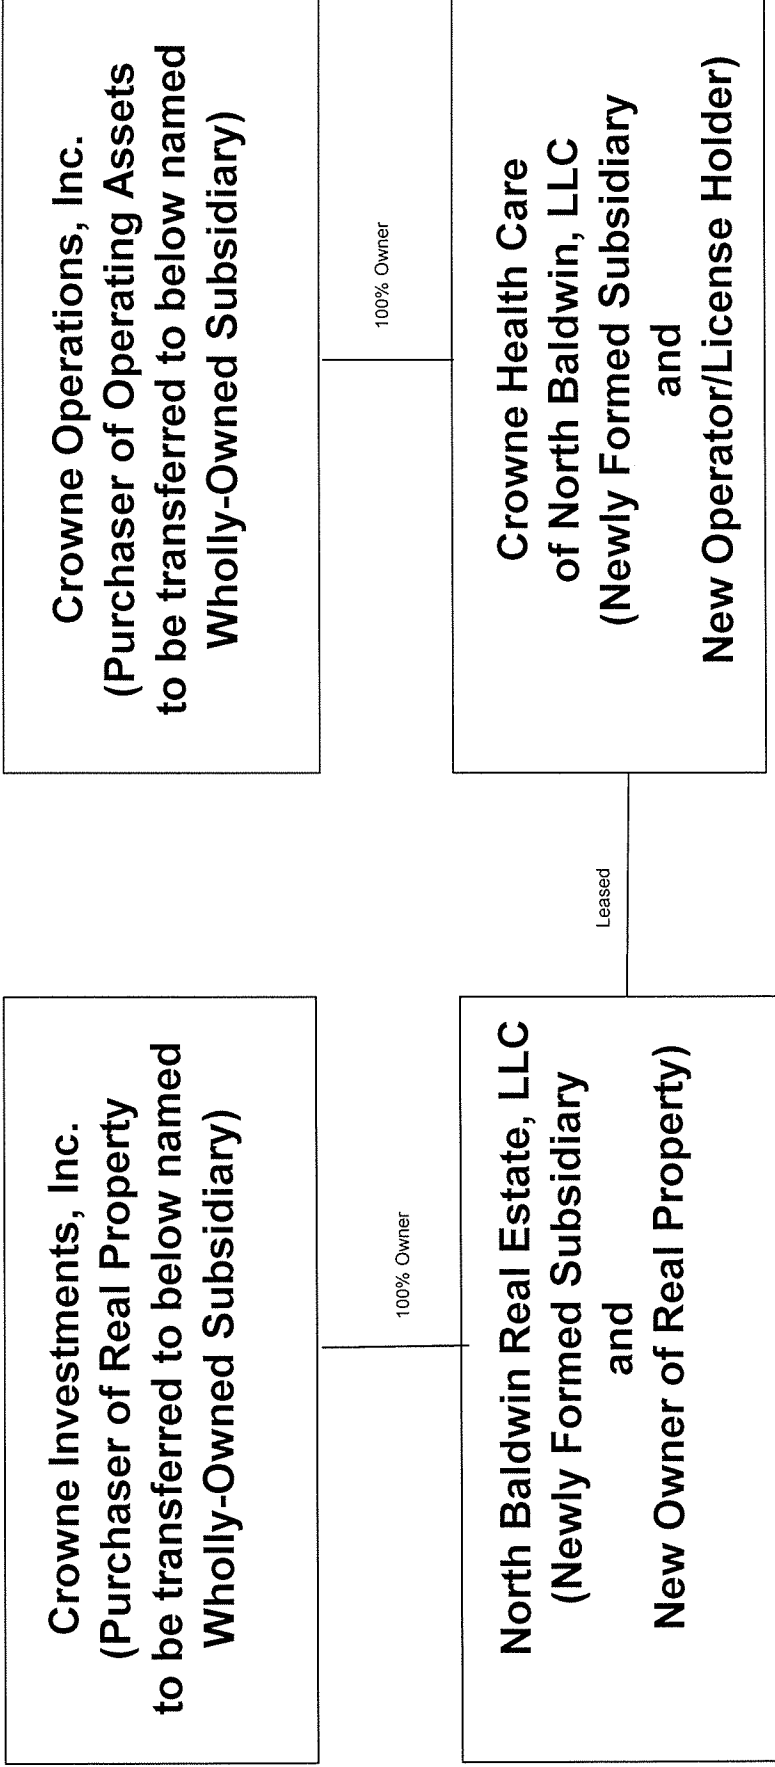 Crowne Investments, Inc.
(Purchaser of Real Property
to be transferred to below named
Wholly-Owned Subsidiary)
Crowne Operations, Inc.
(Purchaser of Operating Assets
to be transferred to below named
Wholly-Owned Subsidiary)
100% Owner
100% Owner
North Baldwin Real Estate, LLC
(Newly Formed Subsidiary
and
New Owner of Real Property)
Leased
Crowne Health Care
of North Baldwin, LLC
(Newly Formed Subsidiary
and
New Operator/License Holder)